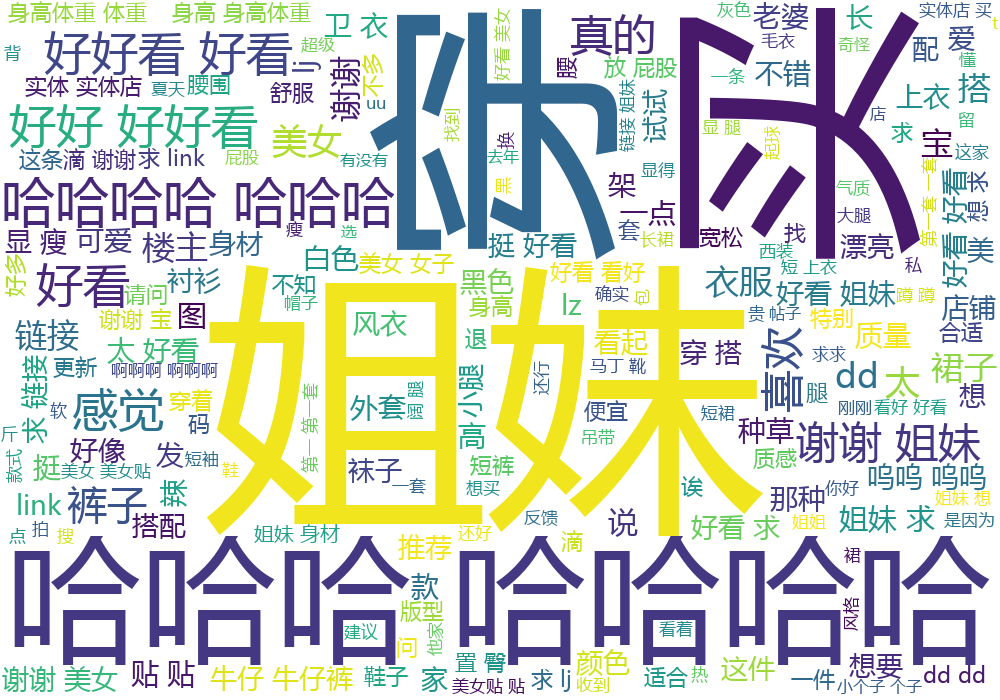 身高体重 体重
身高 身高体重
卫 衣
穿
好看 美女
真的
买
灰色
老婆
毛衣
长
奇怪
实体店 买
配
爱
懂
t
背
好好看 好看
超级
lj
谢谢
不多
腰
放 屁股
一条
不错
上衣
搭
实体 实体店
夏天
腰围
舒服
uu
找到
链接 姐妹
试试
显 腿
起球
店
求
留
好好 好好看
美女
换
宝
这家
这条
滴 谢谢
求 link
屁股
有没有
去年
黑
架
显得
气质
第一套 一套
想 求
哈哈哈哈 哈哈哈
一点
大腿
好看 好看
瘦
选
套
长裙
宽松
找
漂亮
私
美
显 瘦
可爱
楼主
身材
挺 好看
西装
好多
白色
美女 女子
短 上衣
好看
衬衫
不知
黑色
好看 看好
衣服
好看 姐妹
蹲 蹲
店铺
请问
帽子
身高
lz
确实
包
贵
帖子
特别
合适
谢谢 宝
图
姐妹
风衣
退
看起
穿 搭
喜欢
质量
链接
太 好看
求 链接
更新
啊啊啊 啊啊啊
还行
马丁 靴
求求
dd
太
裙子
穿着
腿
软
感觉
第一 第一套
外套
高
小腿
便宜
短裙
刚刚
看好 好看
想
斤
码
吊带
种草
谢谢 姐妹
款式
挺
好像
发
短袖
鞋
袜子
短裤
质感
呜呜 呜呜
美女 美女贴
一套
想买
诶
那种
你好
姐妹 想
link
裤子
搭配
反馈
说
好看 求
姐姐
姐妹 求
是因为
点
拍
搜
姐妹 身材
还好
推荐
滴
哈哈哈 哈哈哈哈
裙
款
版型
风格
建议
问
他家
看着
谢谢 美女
贴 贴
牛仔 牛仔裤
鞋子
家
置 臀
美女贴 贴
求 lj
颜色
收到
适合
热
这件
一件
想要
小个子 个子
dd dd